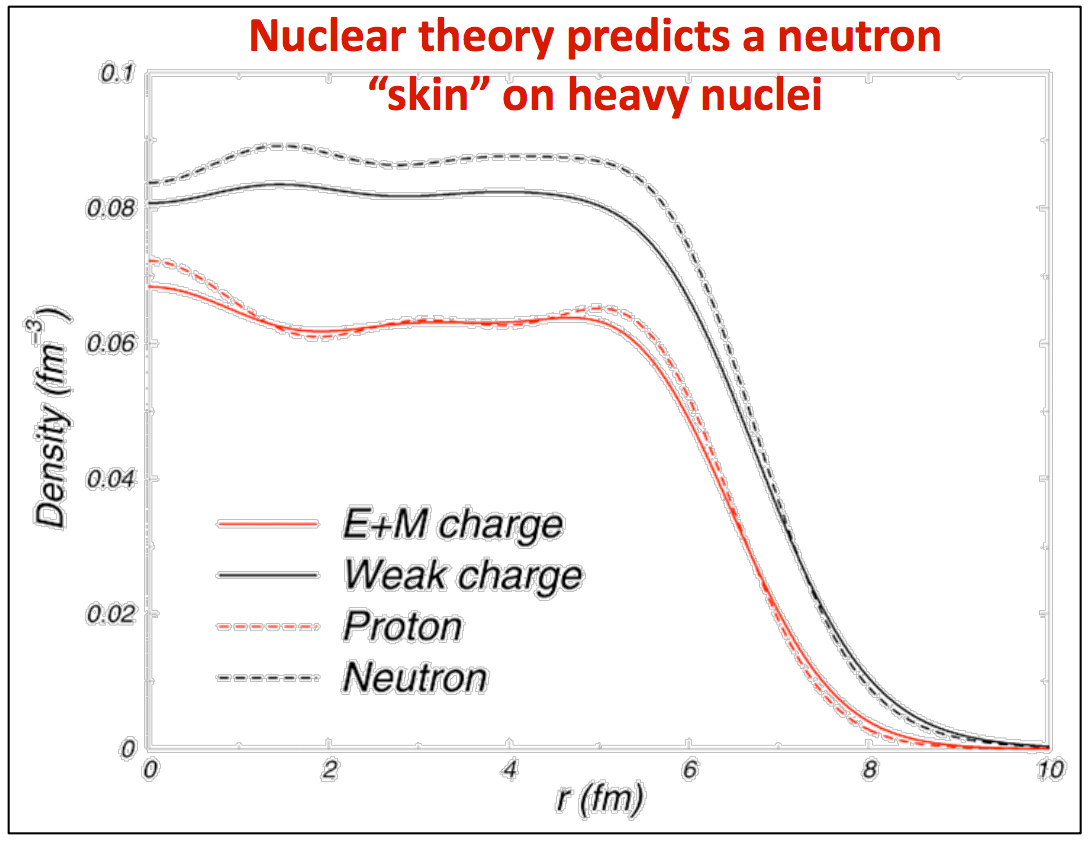 Nuclear theory predicts a neutron
“skin” on heavy nuclei
0.1
0.08
0.06
0.04
0.02
0
Density (fm⁻³)
E+M charge
Weak charge
Proton
Neutron
0 2 4 6 8 10
r (fm)